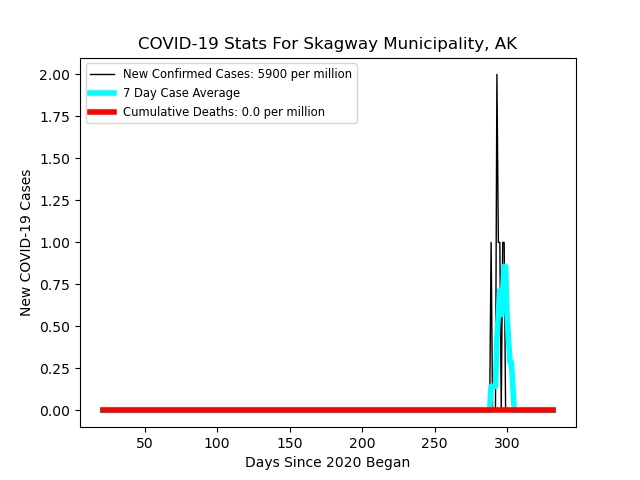 COVID-19 Stats For Skagway Municipality, AK
New Confirmed Cases: 5900 per million
7 Day Case Average
Cumulative Deaths: 0.0 per million
2.00
1.75
1.50
1.25
1.00
0.75
0.50
0.25
0.00
New COVID-19 Cases
50 100 150 200 250 300
Days Since 2020 Began